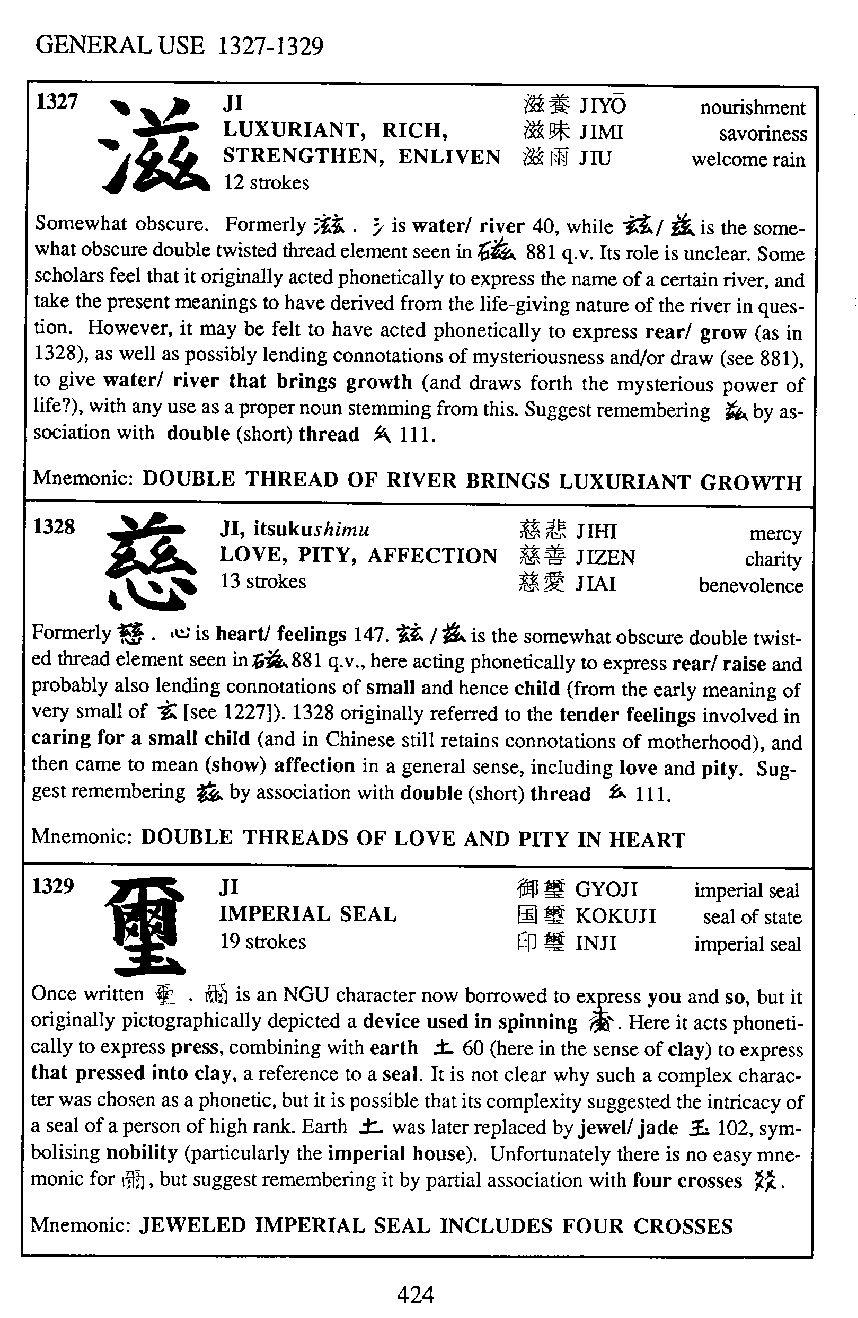 GENERAL USE 1327-1329
1327 滋 JI 滋養 JIYŌ nourishment
LUXURIANT, RICH, 滋味 JIMI savoriness
STRENGTHEN, ENLIVEN 滋雨 JIU welcome rain
12 strokes
Somewhat obscure. Formerly . 氵 is water/ river 40, while / is the some-
what obscure double twisted thread element seen in 磁 881 q.v. Its role is unclear. Some
scholars feel that it originally acted phonetically to express the name of a certain river, and
take the present meanings to have derived from the life-giving nature of the river in ques-
tion. However, it may be felt to have acted phonetically to express rear/ grow (as in
1328), as well as possibly lending connotations of mysteriousness and/or draw (see 881),
to give water/ river that brings growth (and draws forth the mysterious power of
life?), with any use as a proper noun stemming from this. Suggest remembering by as-
sociation with double (short) thread 幺 111.
Mnemonic: DOUBLE THREAD OF RIVER BRINGS LUXURIANT GROWTH
1328 慈 JI, itsukushimu 慈悲 JIHI mercy
LOVE, PITY, AFFECTION 慈善 JIZEN charity
13 strokes 慈愛 JIAI benevolence
Formerly . 心 is heart/ feelings 147. / is the somewhat obscure double twist-
ed thread element seen in 磁 881 q.v., here acting phonetically to express rear/ raise and
probably also lending connotations of small and hence child (from the early meaning of
very small of 玄 [see 1227]). 1328 originally referred to the tender feelings involved in
caring for a small child (and in Chinese still retains connotations of motherhood), and
then came to mean (show) affection in a general sense, including love and pity. Sug-
gest remembering by association with double (short) thread 幺 111.
Mnemonic: DOUBLE THREADS OF LOVE AND PITY IN HEART
1329 璽 JI 御璽 GYOJI imperial seal
IMPERIAL SEAL 国璽 KOKUJI seal of state
19 strokes 印璽 INJI imperial seal
Once written . 爾 is an NGU character now borrowed to express you and so, but it
originally pictographically depicted a device used in spinning . Here it acts phoneti-
cally to express press, combining with earth 土 60 (here in the sense of clay) to express
that pressed into clay, a reference to a seal. It is not clear why such a complex charac-
ter was chosen as a phonetic, but it is possible that its complexity suggested the intricacy of
a seal of a person of high rank. Earth 土 was later replaced by jewel/ jade 玉 102, sym-
bolising nobility (particularly the imperial house). Unfortunately there is no easy mne-
monic for 爾, but suggest remembering it by partial association with four crosses .
Mnemonic: JEWELED IMPERIAL SEAL INCLUDES FOUR CROSSES
424